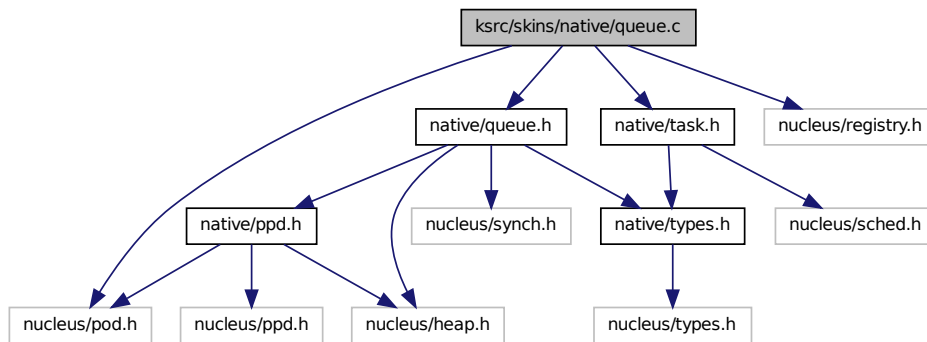 ksrc/skins/native/queue.c
native/queue.h
native/task.h
nucleus/registry.h
native/ppd.h
nucleus/synch.h
native/types.h
nucleus/sched.h
nucleus/pod.h
nucleus/ppd.h
nucleus/heap.h
nucleus/types.h